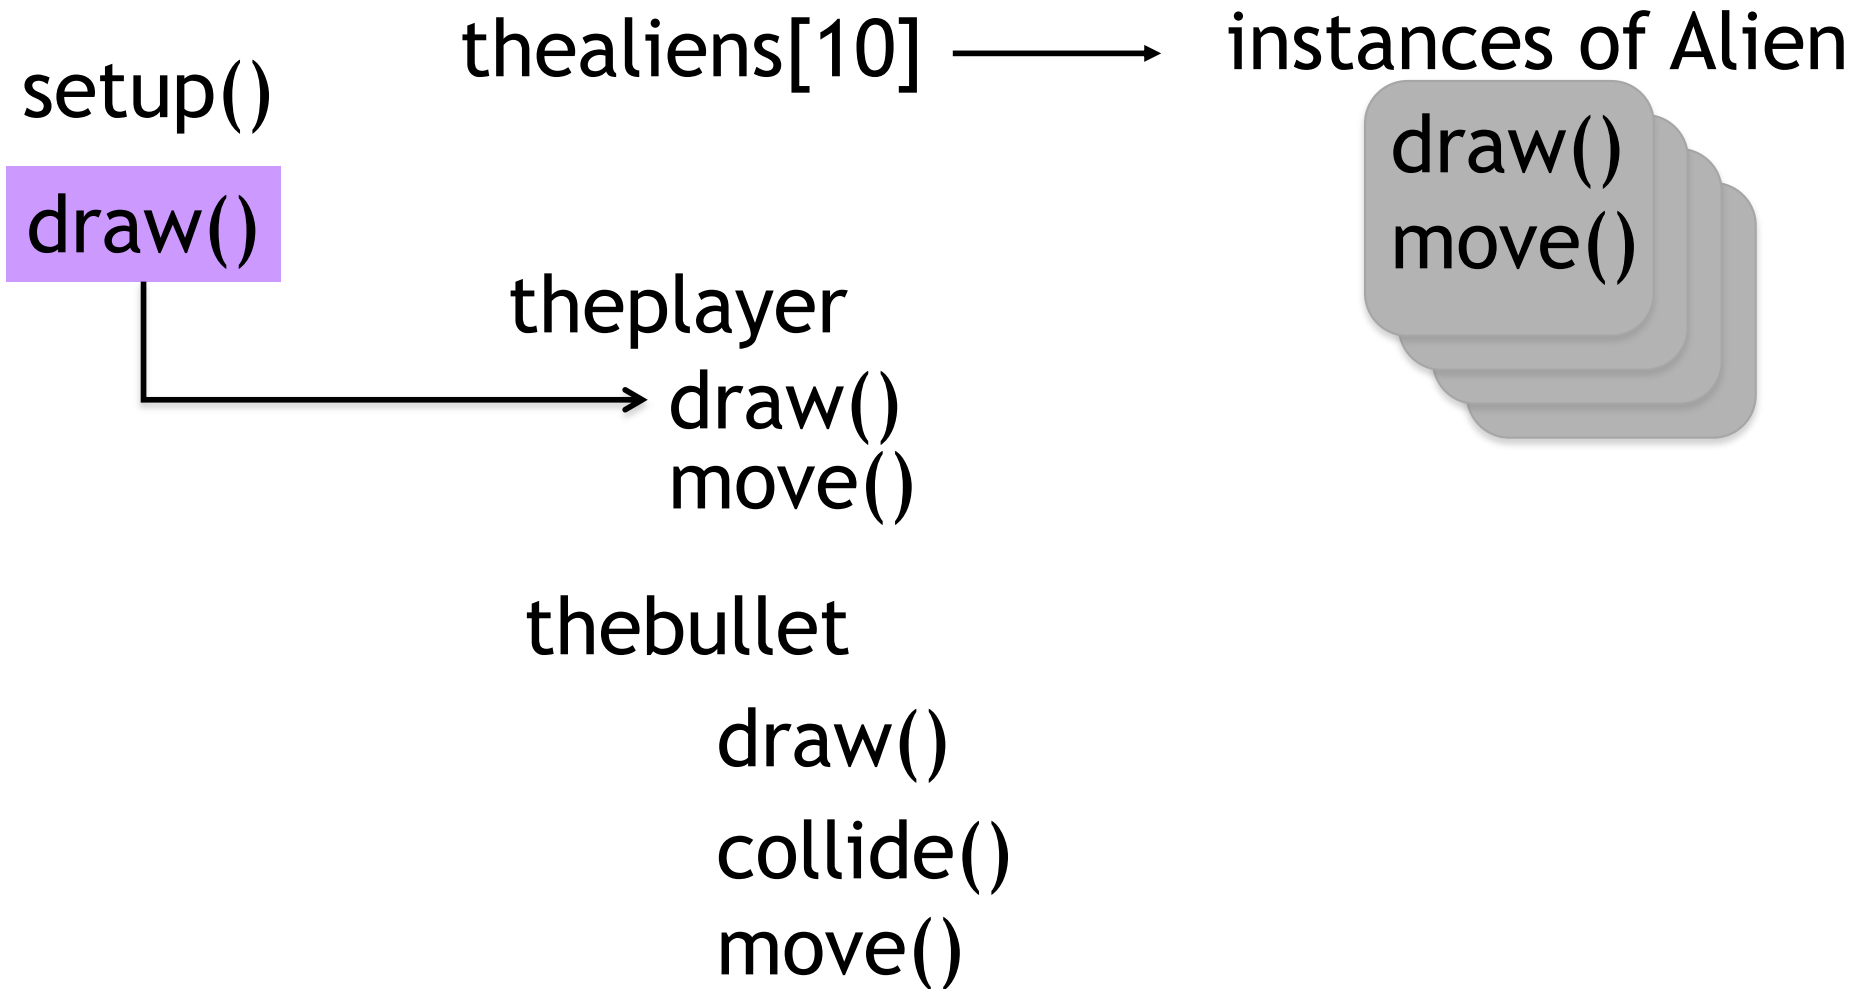 setup()
draw()
thealiens[10]
instances of Alien
draw()
move()
theplayer
draw()
move()
thebullet
draw()
collide()
move()